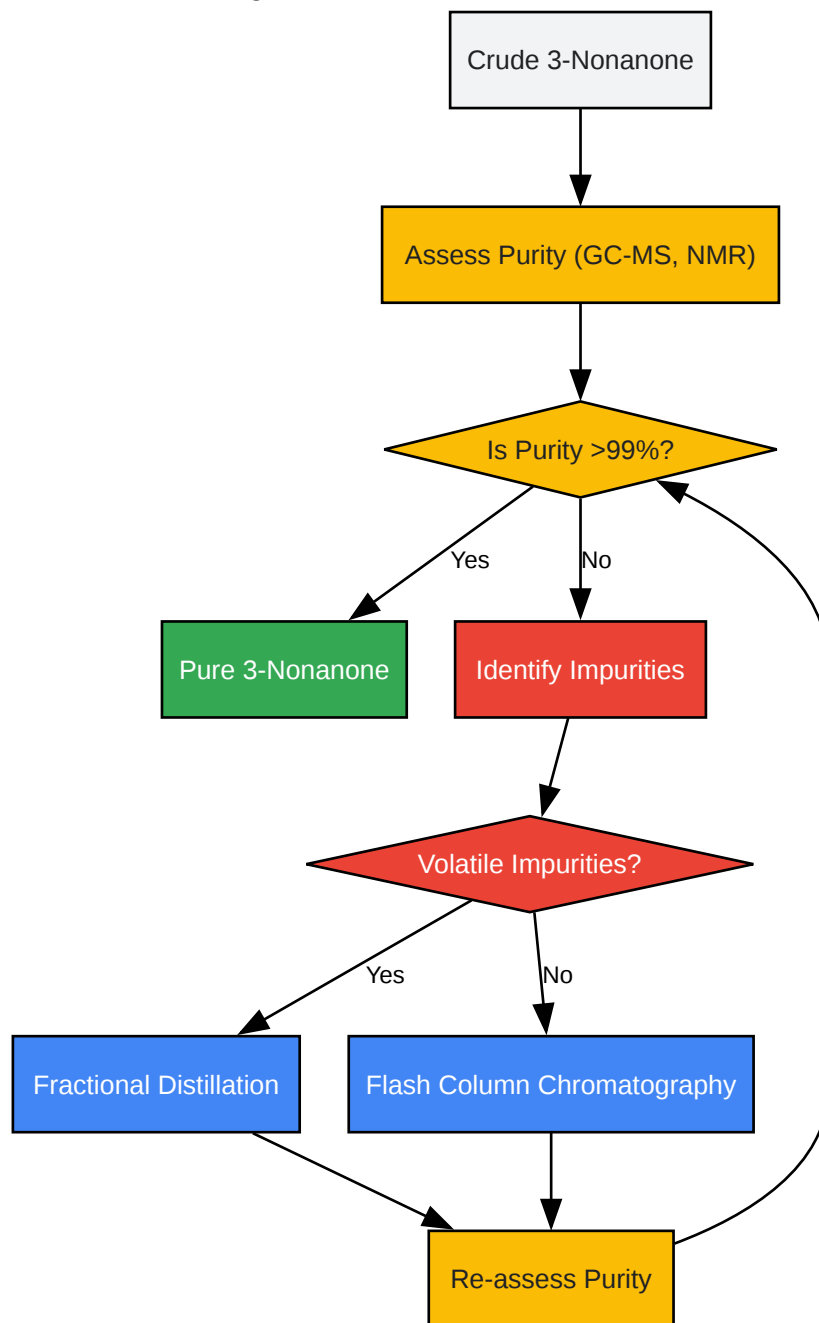 Crude 3-Nonanone
Assess Purity (GC-MS, NMR)
Is Purity >99%?
Yes
No
Pure 3-Nonanone
Identify Impurities
Volatile Impurities?
Yes
No
Fractional Distillation
Flash Column Chromatography
Re-assess Purity